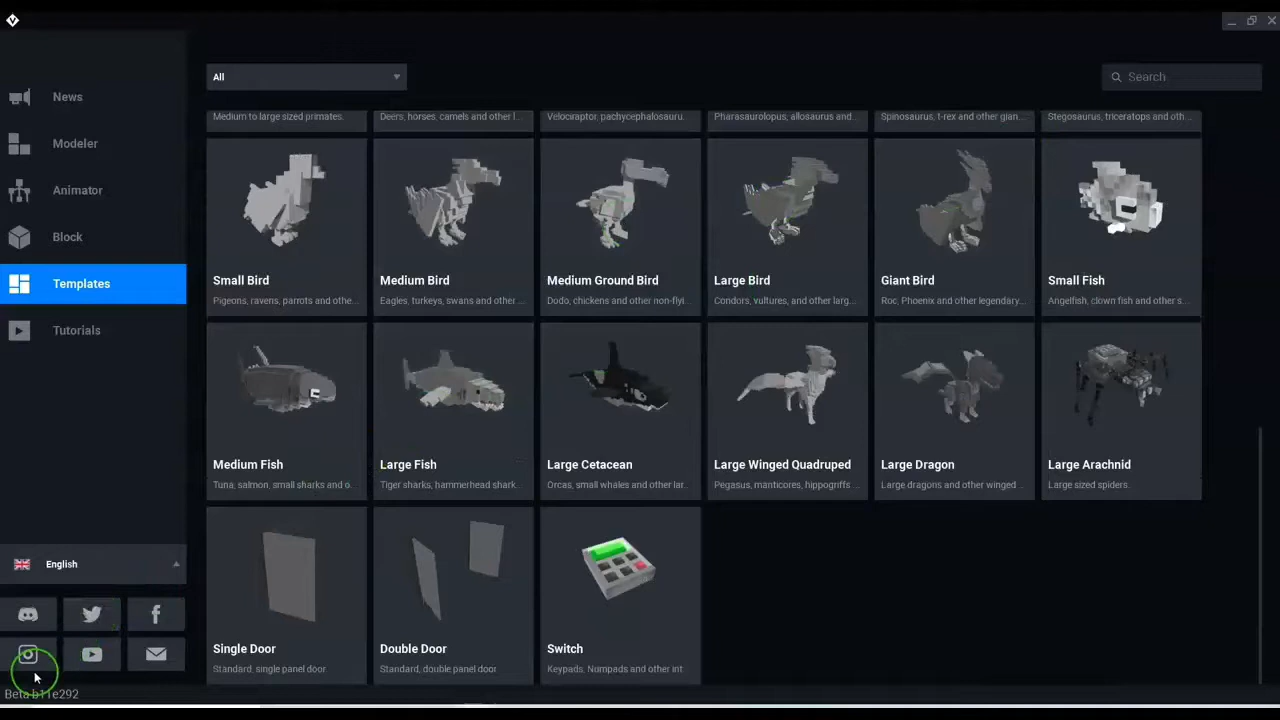 News
Modeler
Animator
Block
Templates
Tutorials
English
Beta b11e292
All
Search
Medium to large sized primates.
Deers, horses, camels and other l...
Velociraptor, pachycephalosauru.
Pharasaurolopus, allosaurus and...
Spinosaurus, t-rex and other gian...
Stegosaurus, triceratops and oth...
Small Bird
Pigeons, ravens, parrots and othe...
Medium Bird
Eagles, turkeys, swans and other ...
Medium Ground Bird
Dodo, chickens and other non-flyi...
Large Bird
Condors, vultures, and other larg...
Giant Bird
Roc, Phoenix and other legendary...
Small Fish
Angelfish, clown fish and other s...
Medium Fish
Tuna, salmon, small sharks and o.
Large Fish
Tiger sharks, hammerhead shark...
Large Cetacean
Orcas, small whales and other lar...
Large Winged Quadruped
Pegasus, manticores, hippogriffs ...
Large Dragon
Large dragons and other winged ...
Large Arachnid
Large sized spiders.
Single Door
Standard, single panel door.
Double Door
Standard, double panel door
Switch
Keypads, Numpads and other int